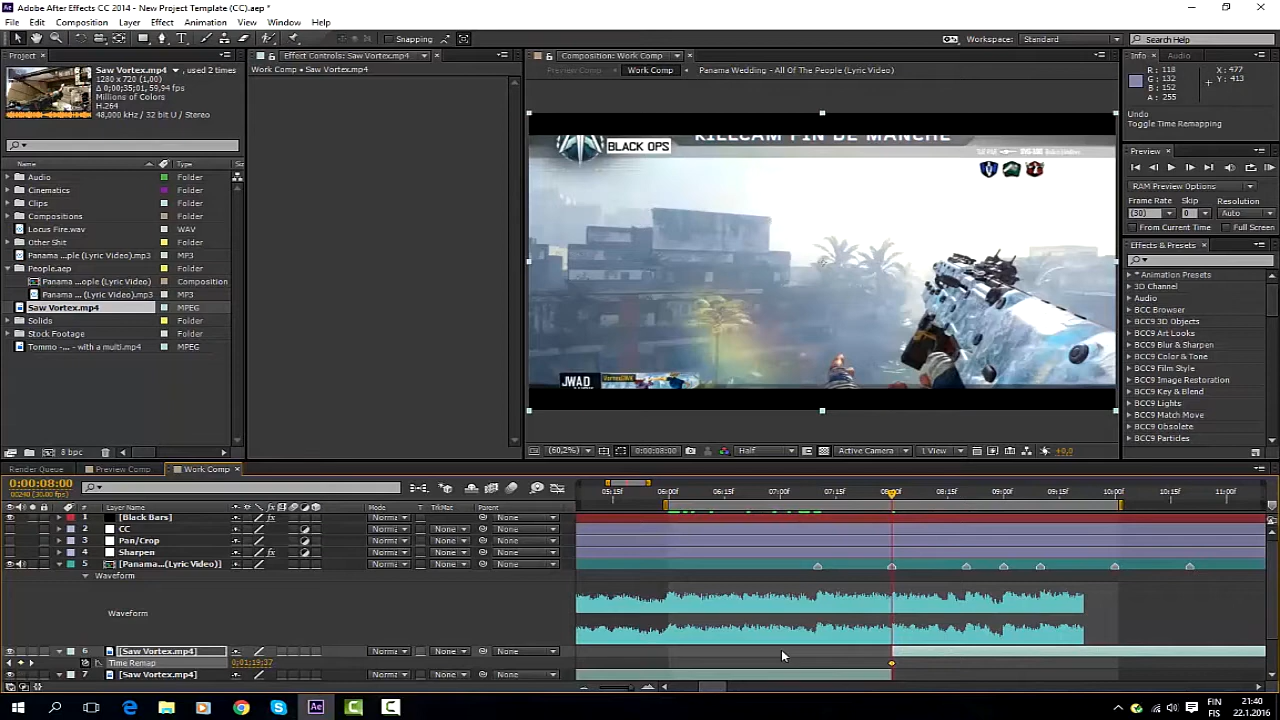 Adobe After Effects CC 2014 - New Project Template (CC).aep *
File Edit Composition Layer Effect Animation View Window Help
Snapping
Workspace: Standard
Search Help
Project
Effect Controls: Saw Vortex.mp4
Composition: Work Comp
Info Audio
Saw Vortex.mp4 , used 2 times
1280 x 720 (1,00)
Δ 0;00;35;01, 59,94 fps
Millions of Colors
H.264
48,000 kHz / 32 bit U / Stereo
Work Comp • Saw Vortex.mp4
Preview Comp Work Comp Panama Wedding - All Of The People (Lyric Video)
R : 118
G : 132
B : 152
A : 255
X : 477
Y : 413
Undo
Toggle Time Remapping
KILLCAM FIN DE MANCHE
BLACK OPS
JWAD
Preview
RAM Preview Options
Frame Rate Skip Resolution
(30) 0 Auto
From Current Time Full Screen
Effects & Presets
* Animation Presets
3D Channel
Audio
BCC Browser
BCC9 3D Objects
BCC9 Art Looks
BCC9 Blur & Sharpen
BCC9 Color & Tone
BCC9 Film Style
BCC9 Image Restoration
BCC9 Key & Blend
BCC9 Lights
BCC9 Match Move
BCC9 Obsolete
BCC9 Particles
Name Type Siz
Audio Folder
Cinematics Folder
Clips Folder
Compositions Folder
Locus Fire.wav WAV
Other Shit Folder
Panama ...ple (Lyric Video).mp3 MP3
People.aep Folder
Panama ...ople (Lyric Video) Composition
Panama ... (Lyric Video).mp3 MP3
Saw Vortex.mp4 MPEG
Solids Folder
Stock Footage Folder
Tommo -... - with a multi.mp4 MPEG
8 bpc
(60,2%) 0:00:08:00 Half Active Camera 1 View +0,0
Render Queue Preview Comp Work Comp
0:00:08:00
00240 (30.00 fps)
05:15f 06:00f 06:15f 07:00f 07:15f 08:00f 08:15f 09:00f 09:15f 10:00f 10:15f 11:00f
# Layer Name Mode T TrkMat Parent
1 [Black Bars] Norma None
2 CC Norma None None
3 Pan/Crop Norma None None
4 Sharpen Norma None None
5 [Panama...(Lyric Video)] Norma None None
Waveform
Waveform
6 [Saw Vortex.mp4] Norma None None
Time Remap 0;01;19;37
7 [Saw Vortex.mp4] Norma None None
FIN
FIS
21:40
22.1.2016